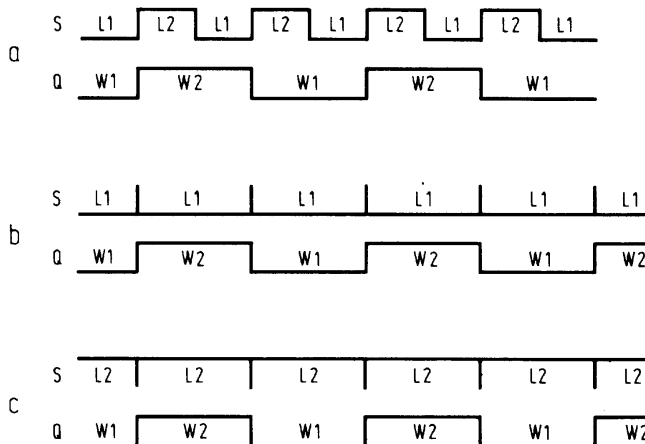 S L1 L2 L1 L2 L1 L2 L1 L2 L1
a
Q W1 W2 W1 W2 W1
S L1 L1 L1 L1 L1 L1
b
Q W1 W2 W1 W2 W1 W2
S L2 L2 L2 L2 L2 L2
c
Q W1 W2 W1 W2 W1 W2